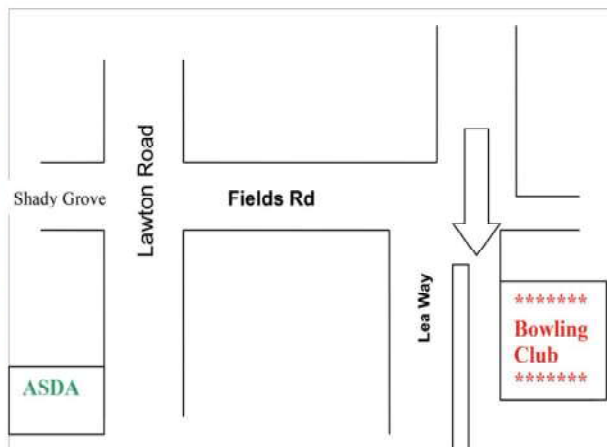 Shady Grove
Lawton Road
Fields Rd
Lea Way
*******
Bowling
Club
*******
ASDA